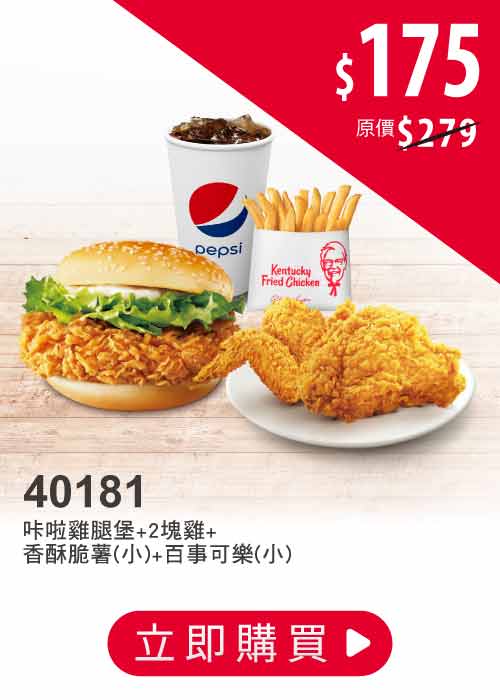 $175
原價$279
pepsi
Kentucky
Fried Chicken
40181
咔啦雞腿堡+2塊雞+
香酥脆薯(小)+百事可樂(小)
立即購買